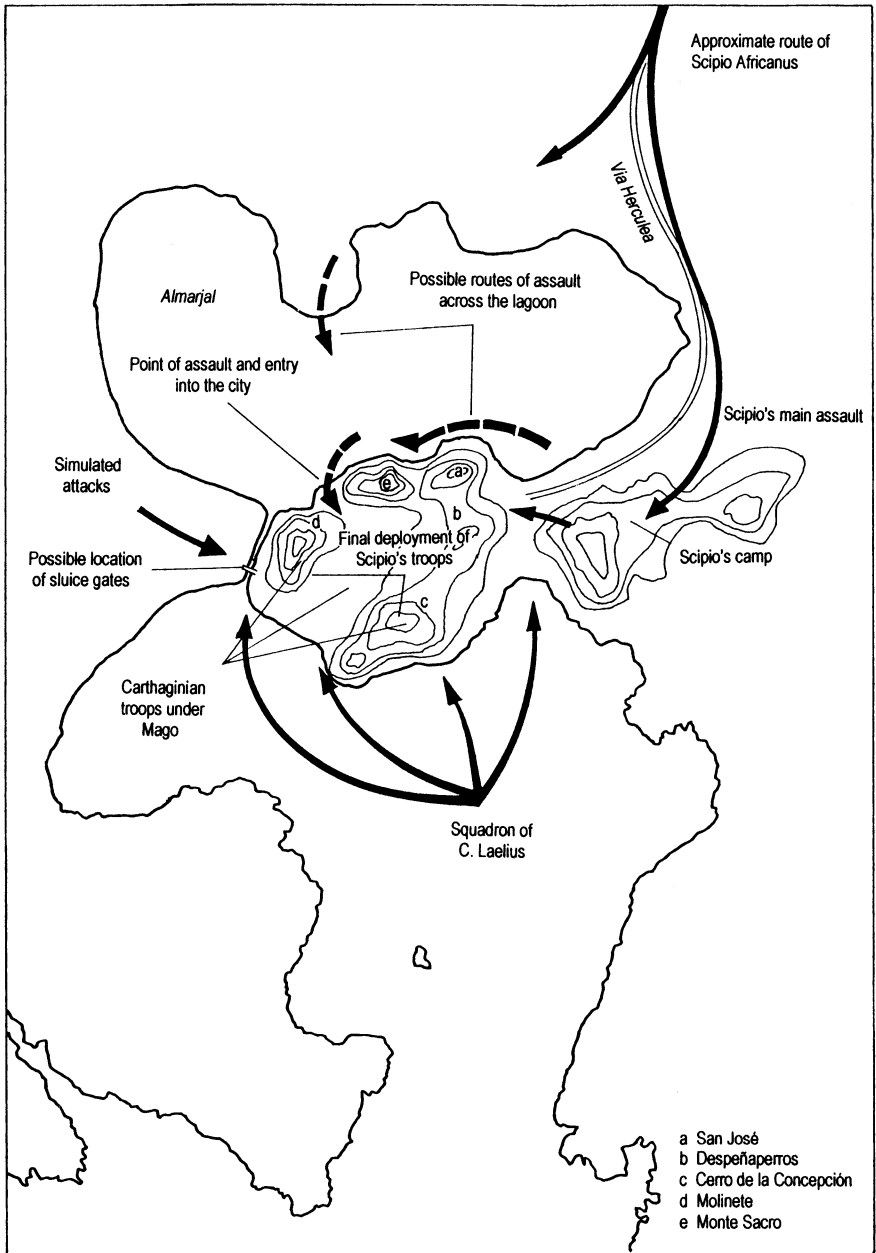 Approximate route of
Scipio Africanus
Via Herculea
Almarjal
Possible routes of assault
across the lagoon
Point of assault and entry
into the city
Scipio's main assault
Simulated
attacks
a
e
b
d
Final deployment of
Scipio's troops
Scipio's camp
Possible location
of sluice gates
c
Carthaginian
troops under
Mago
Squadron of
C. Laelius
a San José
b Despeñaperros
c Cerro de la Concepción
d Molinete
e Monte Sacro